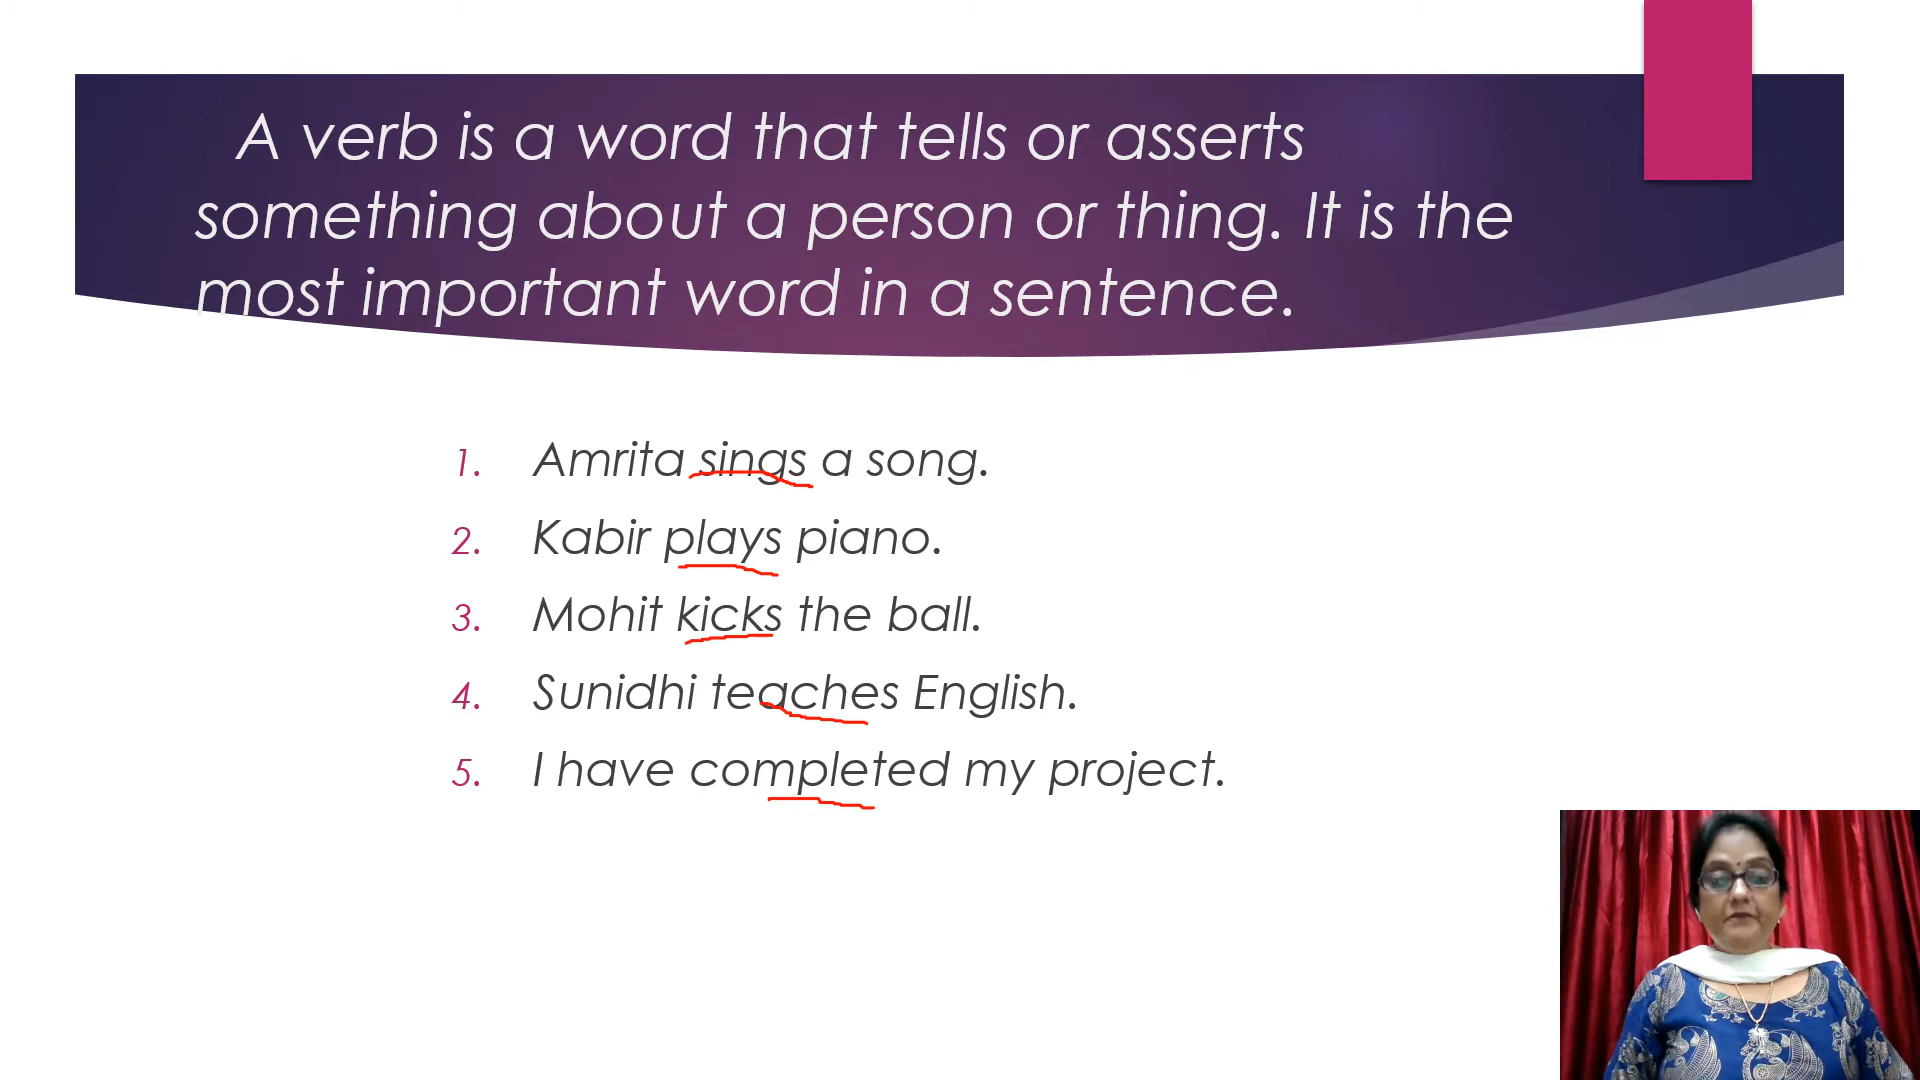 A verb is a word that tells or asserts
something about a person or thing. It is the
most important word in a sentence.
1. Amrita sings a song.
2. Kabir plays piano.
3. Mohit kicks the ball.
4. Sunidhi teaches English.
5. I have completed my project.